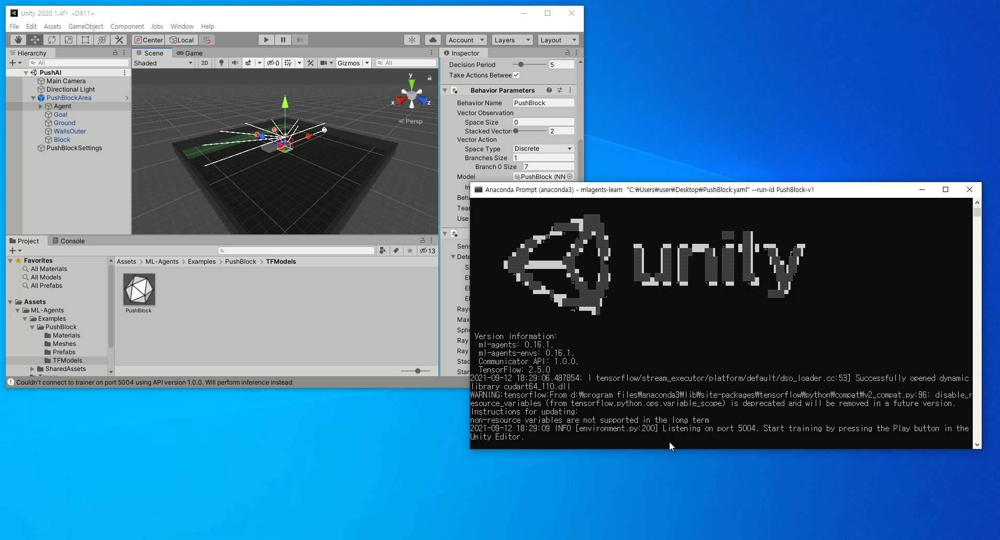 Unity 2020.1.4f1 <DX11>
File Edit Assets GameObject Component Jobs Window Help
Center Local Account Layers Layout
Hierarchy
All
PushAI
Main Camera
Directional Light
PushBlockArea
Agent
Goal
Ground
WallsOuter
Block
PushBlockSettings
Scene Game
Shaded 2D 0 Gizmos All
y
x z
Persp
Inspector
Decision Period 5
Take Actions Betwee
Behavior Parameters
Behavior Name PushBlock
Vector Observation
Space Size 0
Stacked Vectors 2
Vector Action
Space Type Discrete
Branches Size 1
Branch 0 Size 7
Model PushBlock (NN
In
Beha
Tear
Use
Sens
Dete
Si
El
El
El
Rays
Max
Sphe
Ray
Ray
Stac
Star
Project Console
13
Favorites
All Materials
All Models
All Prefabs
Assets
ML-Agents
Examples
PushBlock
Materials
Meshes
Prefabs
TFModels
SharedAssets
Assets > ML-Agents > Examples > PushBlock > TFModels
PushBlock
Couldn't connect to trainer on port 5004 using API version 1.0.0. Will perform inference instead.
Anaconda Prompt (anaconda3) - mlagents-learn "C:₩Users₩user₩Desktop₩PushBlock.yaml" --run-id PushBlock-v1
unity
Version information:
ml-agents: 0.16.1,
ml-agents-envs: 0.16.1,
Communicator API: 1.0.0,
TensorFlow: 2.5.0
2021-09-12 18:29:06.487854: I tensorflow/stream_executor/platform/default/dso_loader.cc:53] Successfully opened dynamic
library cudart64_110.dll
WARNING:tensorflow:From d:₩program files₩anaconda3₩lib₩site-packages₩tensorflow₩python₩compat₩v2_compat.py:96: disable_r
esource_variables (from tensorflow.python.ops.variable_scope) is deprecated and will be removed in a future version.
Instructions for updating:
non-resource variables are not supported in the long term
2021-09-12 18:29:09 INFO [environment.py:200] Listening on port 5004. Start training by pressing the Play button in the
Unity Editor.